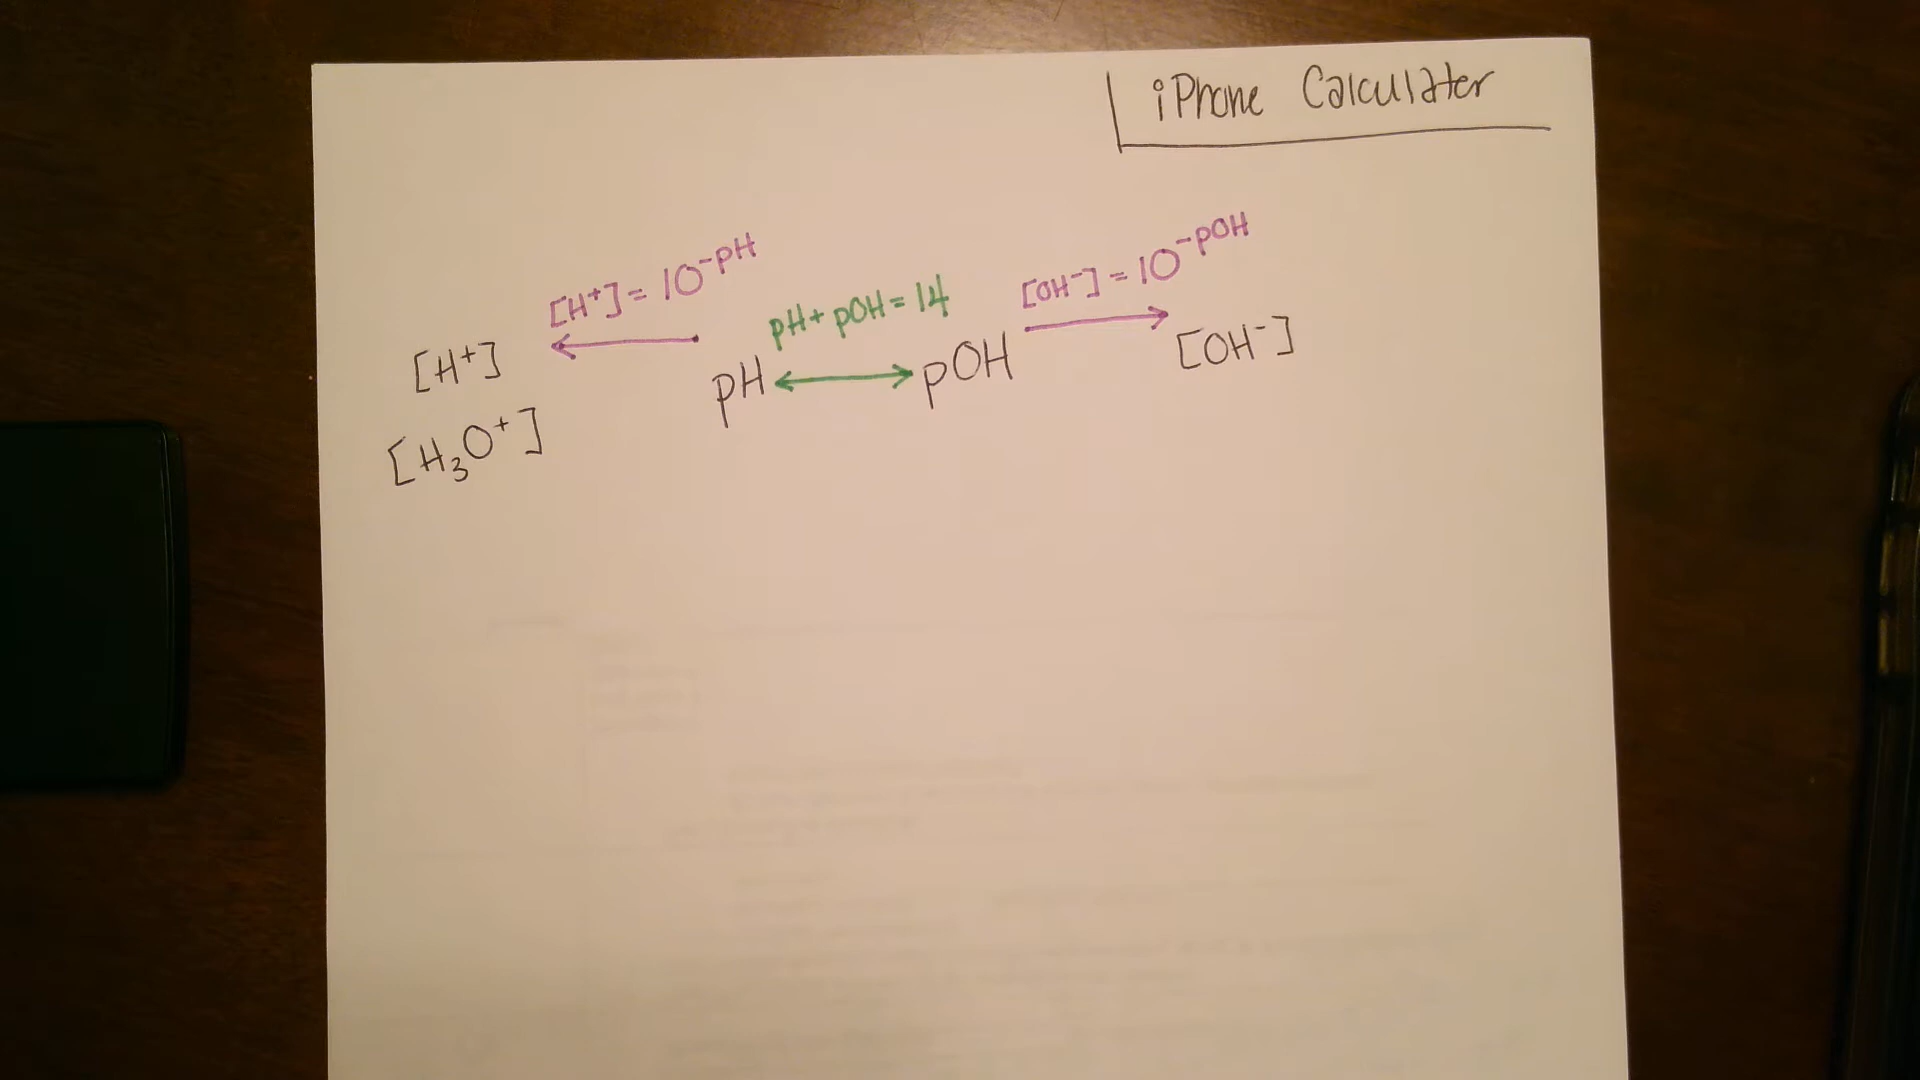 iPhone Calculater
[H⁺] = 10⁻ᵖᴴ
pH + pOH = 14
[OH⁻] = 10⁻ᵖᴼᴴ
[H⁺] pH pOH [OH⁻]
[H₃O⁺]